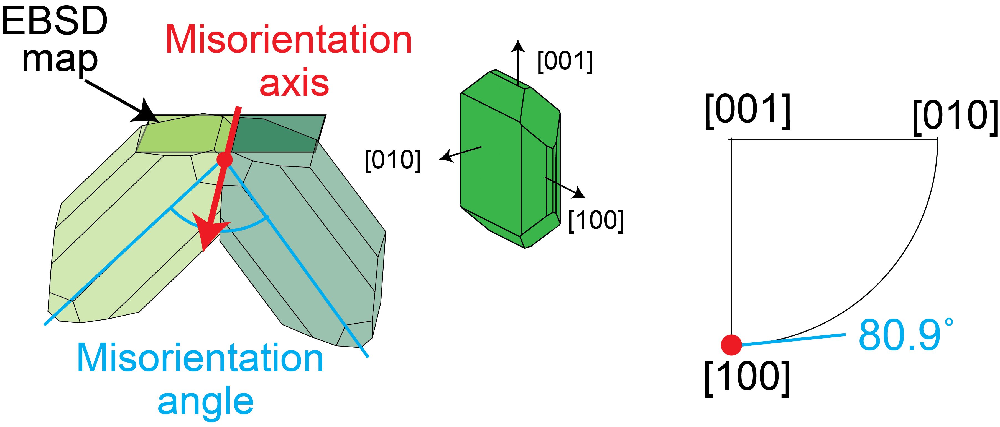 EBSD
map
Misorientation
axis
[001]
[010]
[100]
Misorientation
angle
[001]
[010]
80.9°
[100]